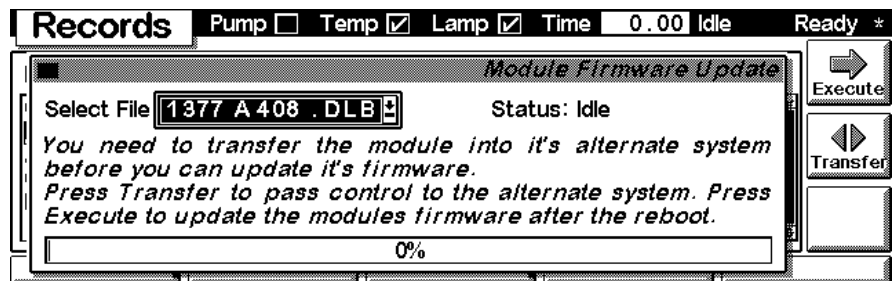 Records Pump Temp Lamp Time 0.00 Idle Ready *
Module Firmware Update
Execute
Select File 1377 A 408 .DLB Status: Idle
You need to transfer the module into it's alternate system
before you can update it's firmware.
Transfer
Press Transfer to pass control to the alternate system. Press
Execute to update the modules firmware after the reboot.
0%